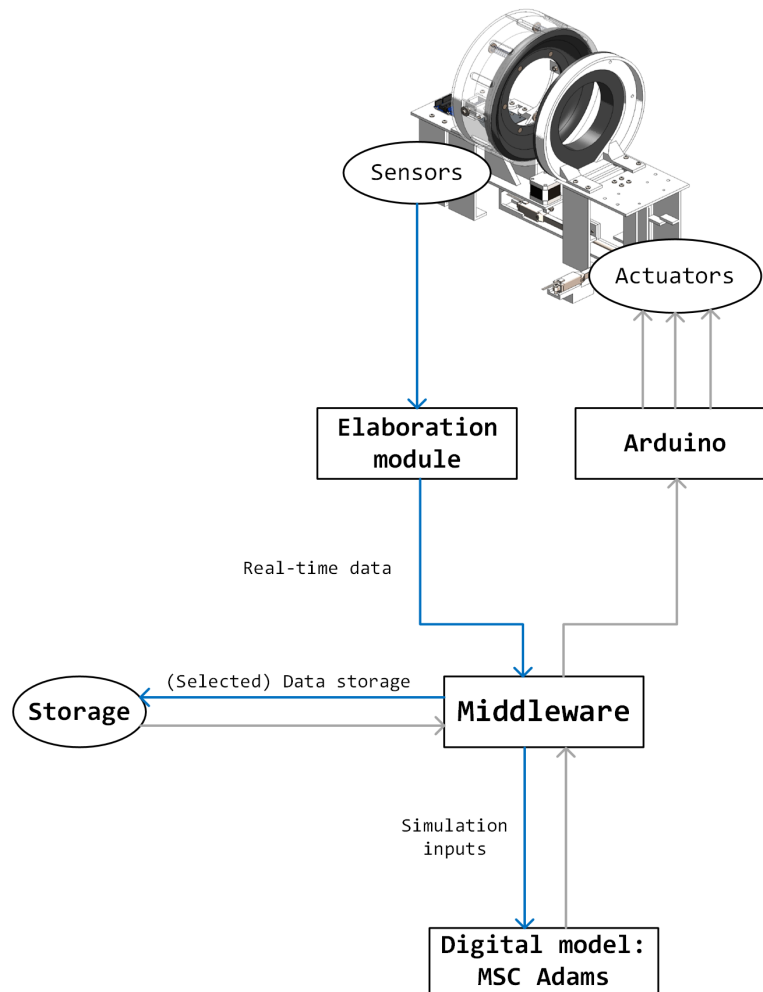 Sensors
Actuators
Elaboration
module
Arduino
Real-time data
(Selected) Data storage
Storage
Middleware
Simulation
inputs
Digital model:
MSC Adams